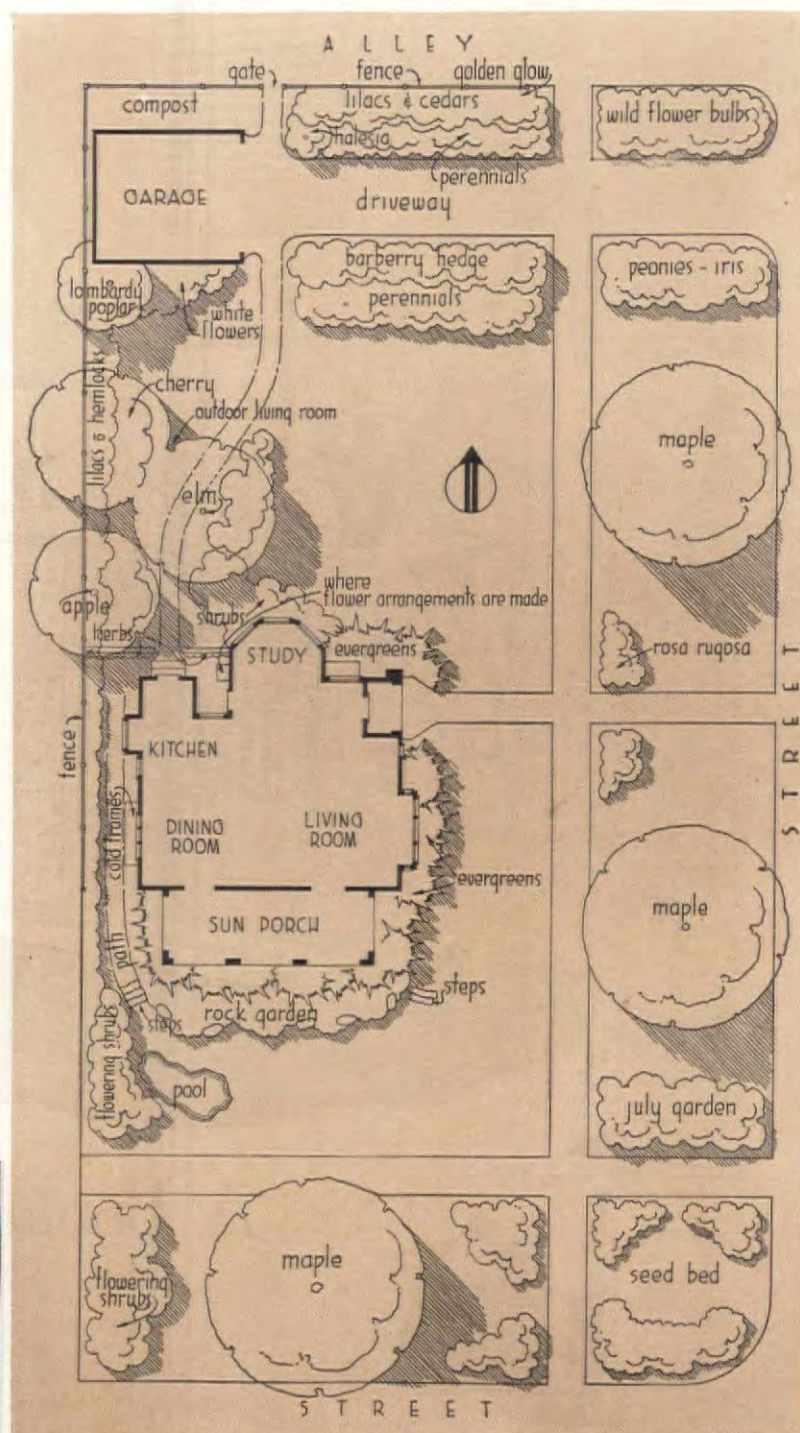 ALLEY
gate
fence
golden glow
compost
lilacs & cedars
wild flower bulbs
halesia
perennials
GARAGE
driveway
barberry hedge
perennials
peonies - iris
lombardy
poplar
white
flowers
lilacs & hemlocks
cherry
outdoor living room
maple
elm
where
flower arrangements are made
apple
shrubs
herbs
STUDY
evergreens
rosa rugosa
STREET
fence
KITCHEN
cold frames
DINING
ROOM
LIVING
ROOM
evergreens
maple
SUN PORCH
path
steps
rock garden
steps
flowering shrubs
pool
july garden
maple
flowering
shrubs
seed bed
STREET